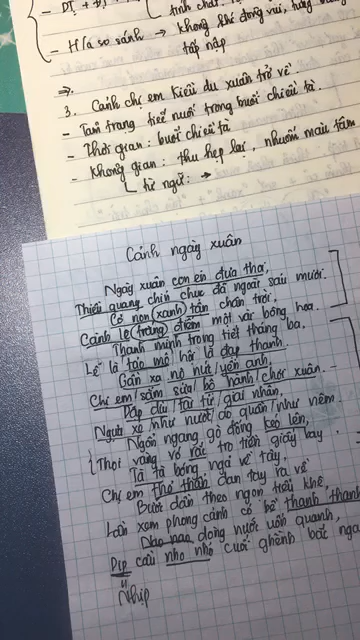 - DT + ĐT
tính chất
- H/a so sánh → không khí đông vui, tưng
tấp nập
⇒
3. Cảnh chị em Kiều du xuân trở về
- Tâm trạng tiếc nuối trong buổi chiều tà.
- Thời gian: buổi chiều tà
- Không gian: thu hẹp lại, nhuốm màu tâm
từ ngữ: →
Cảnh ngày xuân
Ngày xuân con én đưa thoi,
Thiều quang chín chục đã ngoài sáu mươi.
Cỏ non (xanh) tận chân trời,
Cành lê (trắng) điểm một vài bông hoa.
Thanh minh trong tiết tháng ba,
Lễ là tảo mộ hội là đạp thanh.
Gần xa nô nức/yến anh,
Chị em/sắm sửa/bộ hành/chơi xuân.
Dập dìu/tài tử/giai nhân,
Ngựa xe/như nước/áo quần/như nêm.
Ngổn ngang gò đống kéo lên,
Thoi vàng vó rắc tro tiền giấy bay.
Tà tà bóng ngả về tây,
Chị em thơ thẩn dan tay ra về
Bước dần theo ngọn tiểu khê,
Lần xem phong cảnh có bề thanh thanh
Nao nao dòng nước uốn quanh,
Dịp cầu nho nhỏ cuối ghềnh bắc nga
Nhịp